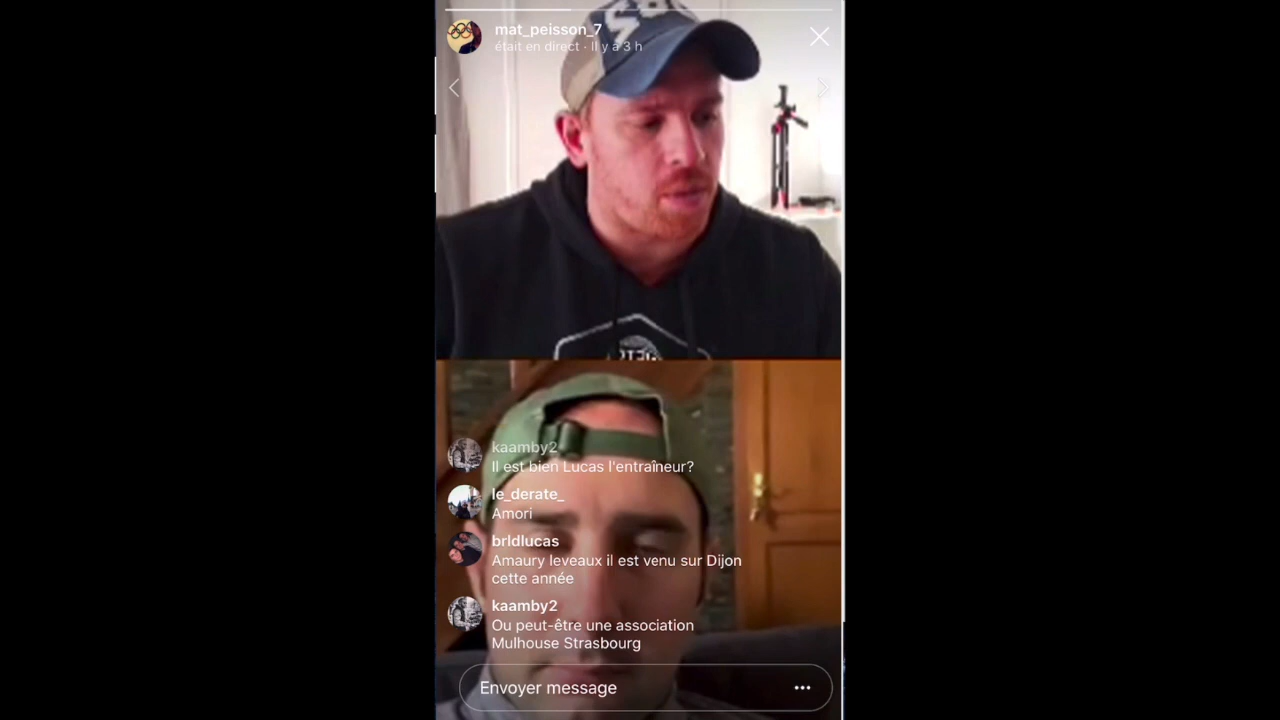 mat_peisson_7
était en direct · Il y a 3 h
kaamby2
Il est bien Lucas l'entraîneur?
le_derate_
Amori
brldlucas
Amaury leveaux il est venu sur Dijon
cette année
kaamby2
Ou peut-être une association
Mulhouse Strasbourg
Envoyer message